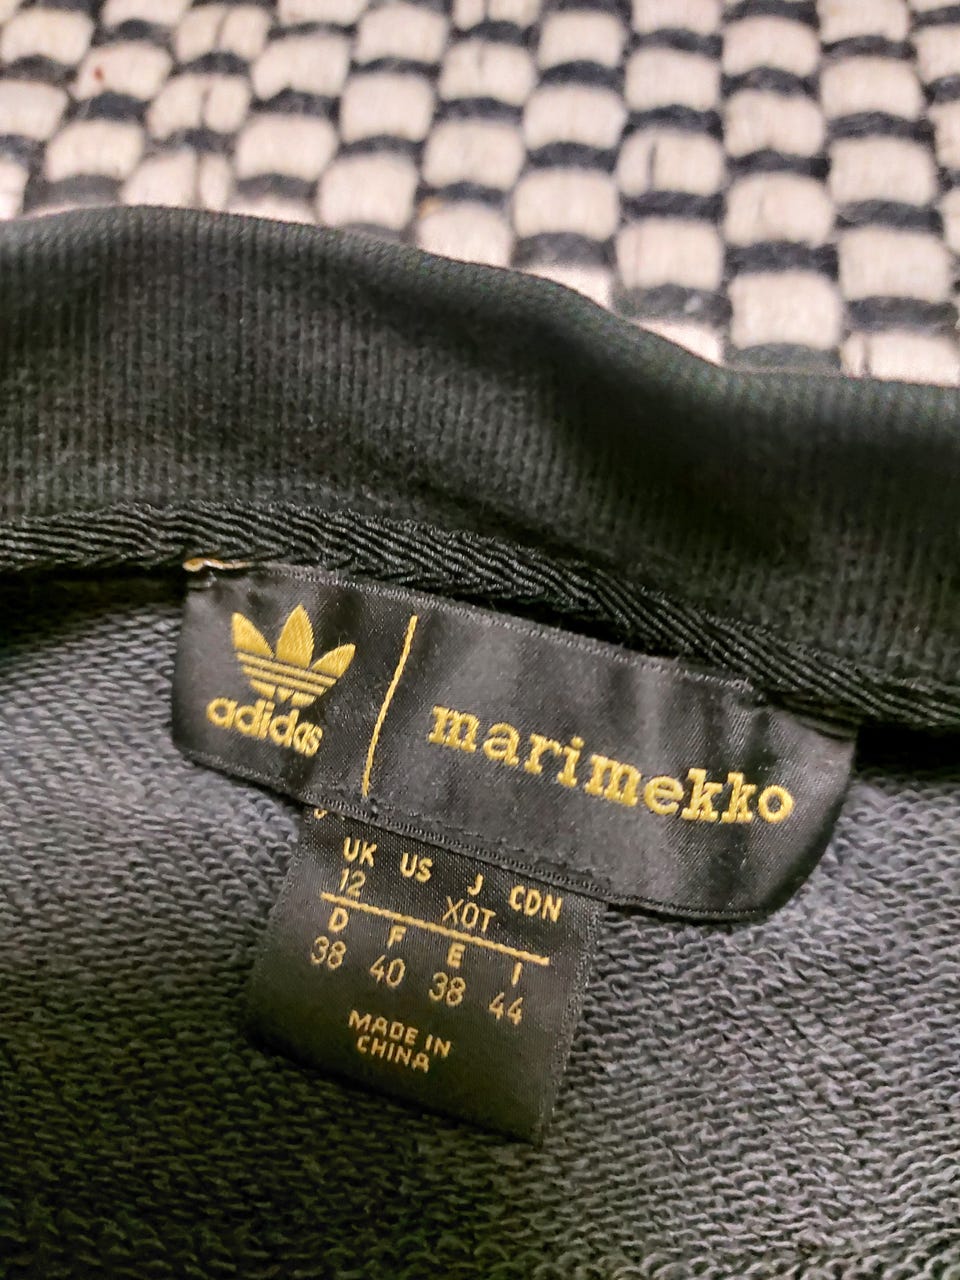 adidas
marimekko
UK US J CDN
12 XOT
D F E I
38 40 38 44
MADE IN
CHINA